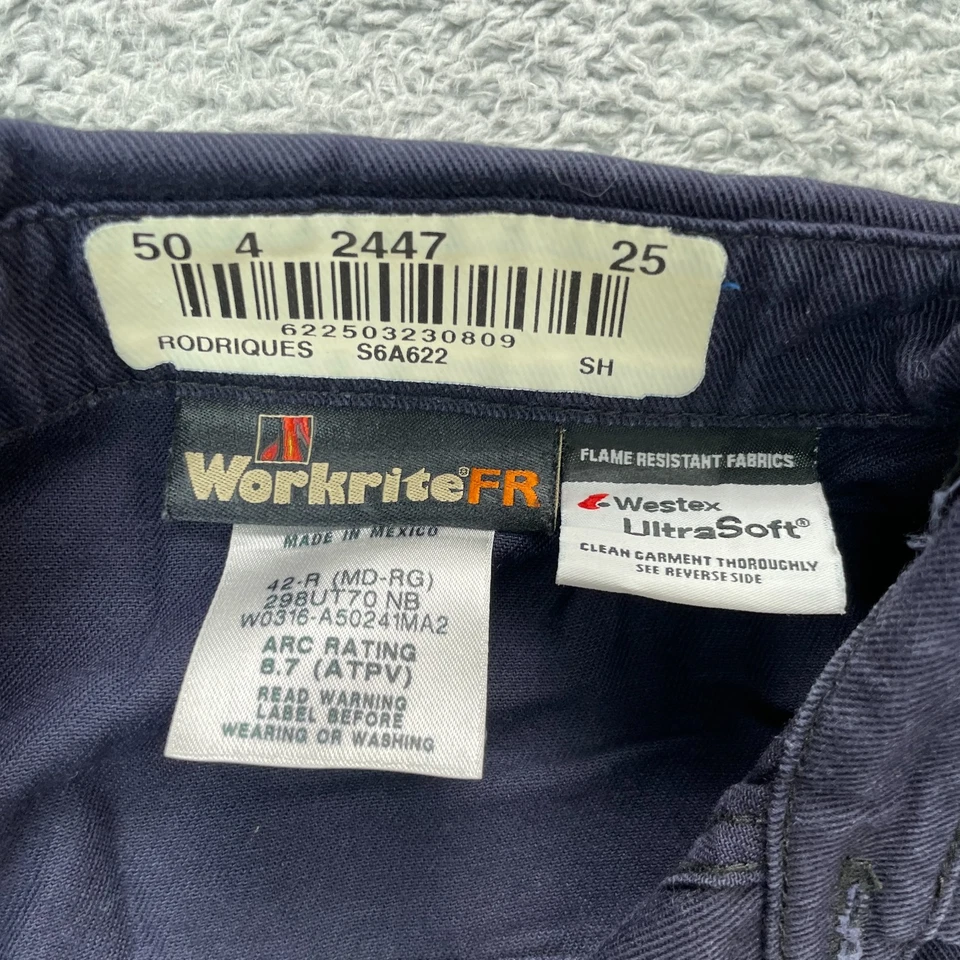 50 4 2447 25
622503230809
RODRIQUES S6A622 SH
Workrite® FR
FLAME RESISTANT FABRICS
Westex
UltraSoft®
CLEAN GARMENT THOROUGHLY
SEE REVERSE SIDE
MADE IN MEXICO
42-R (MD-RG)
298UT70 NB
W0316-A50241MA2
ARC RATING
8.7 (ATPV)
READ WARNING
LABEL BEFORE
WEARING OR WASHING